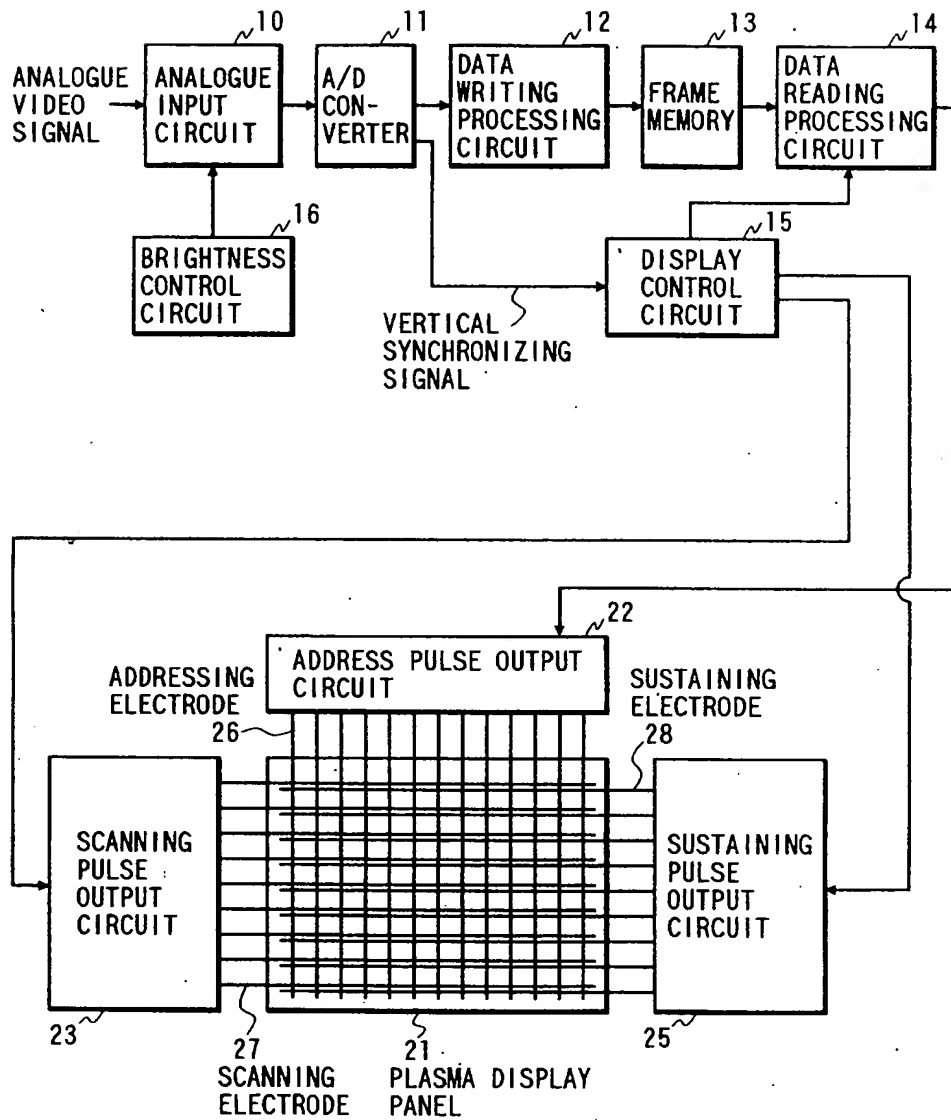 10
11
12
13
14
ANALOGUE
VIDEO
SIGNAL
ANALOGUE
INPUT
CIRCUIT
A/D
CON-
VERTER
DATA
WRITING
PROCESSING
CIRCUIT
FRAME
MEMORY
DATA
READING
PROCESSING
CIRCUIT
16
BRIGHTNESS
CONTROL
CIRCUIT
15
DISPLAY
CONTROL
CIRCUIT
VERTICAL
SYNCHRONIZING
SIGNAL
22
ADDRESS PULSE OUTPUT
CIRCUIT
ADDRESSING
ELECTRODE
26
SUSTAINING
ELECTRODE
28
SCANNING
PULSE
OUTPUT
CIRCUIT
SUSTAINING
PULSE
OUTPUT
CIRCUIT
23
27
SCANNING
ELECTRODE
21
PLASMA DISPLAY
PANEL
25